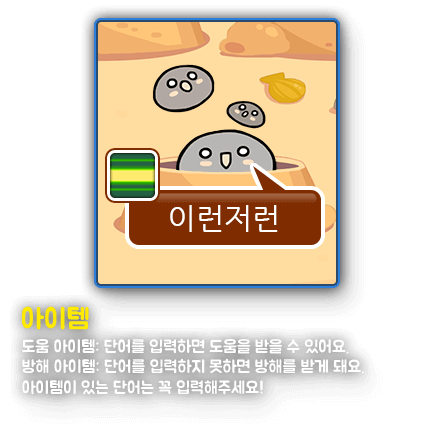 이런저런
아이템
도움 아이템: 단어를 입력하면 도움을 받을 수 있어요.
방해 아이템: 단어를 입력하지 못하면 방해를 받게 돼요.
아이템이 있는 단어는 꼭 입력해주세요!